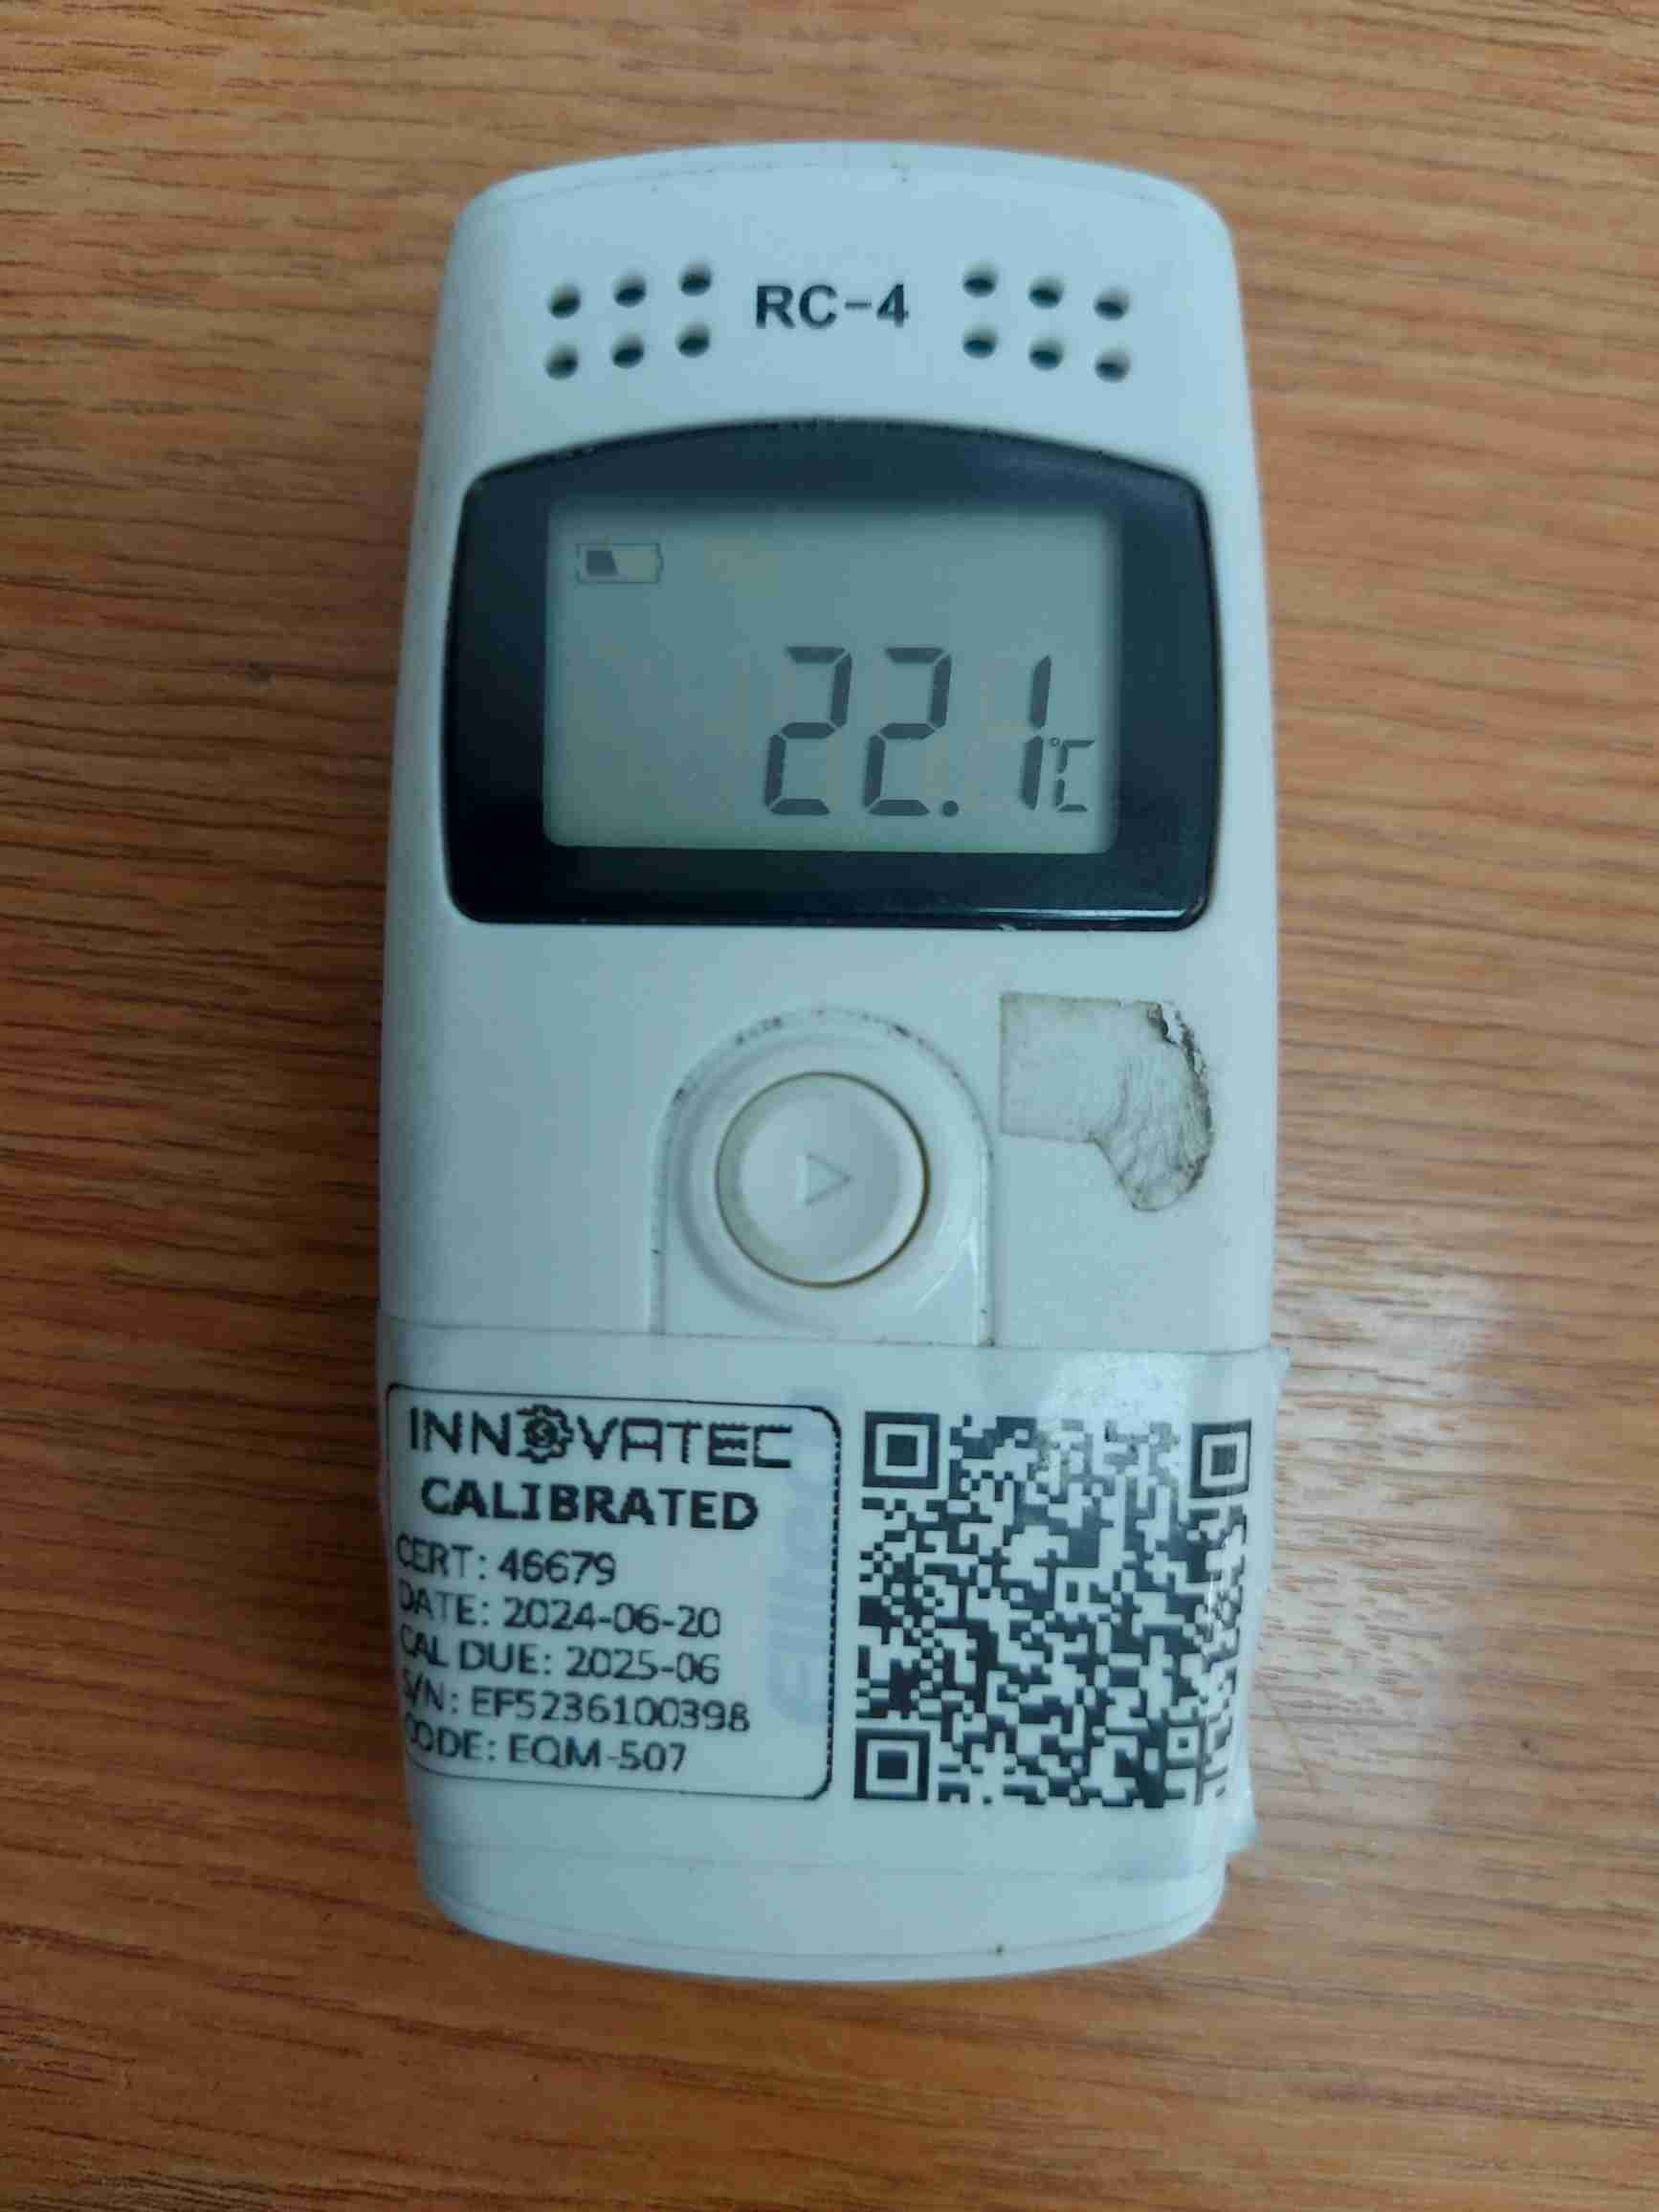 RC-4
22.1°C
INNOVATEC
CALIBRATED
CERT: 46679
DATE: 2024-06-20
CAL DUE: 2025-06
S/N: EF5236100398
CODE: EQM-507
Elitech